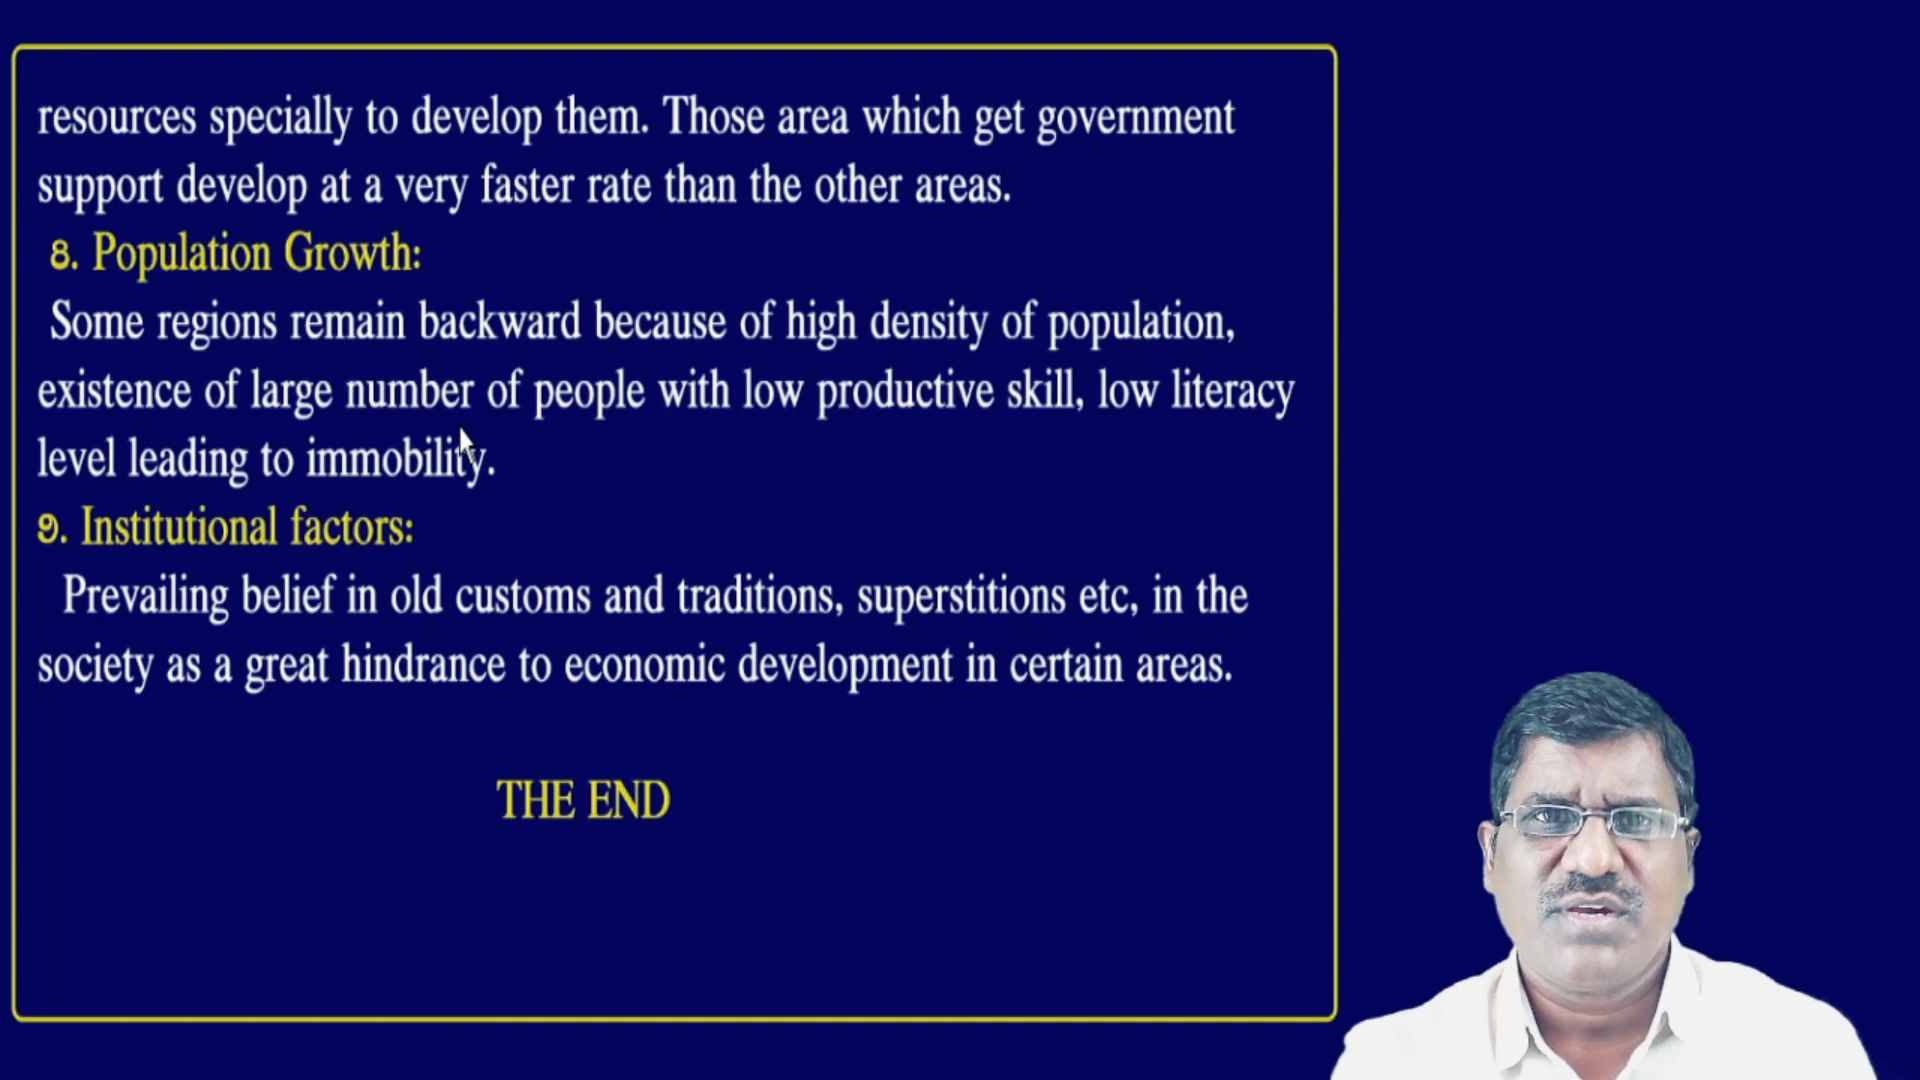 resources specially to develop them. Those area which get government
support develop at a very faster rate than the other areas.
8. Population Growth:
Some regions remain backward because of high density of population,
existence of large number of people with low productive skill, low literacy
level leading to immobility.
9. Institutional factors:
Prevailing belief in old customs and traditions, superstitions etc, in the
society as a great hindrance to economic development in certain areas.
THE END